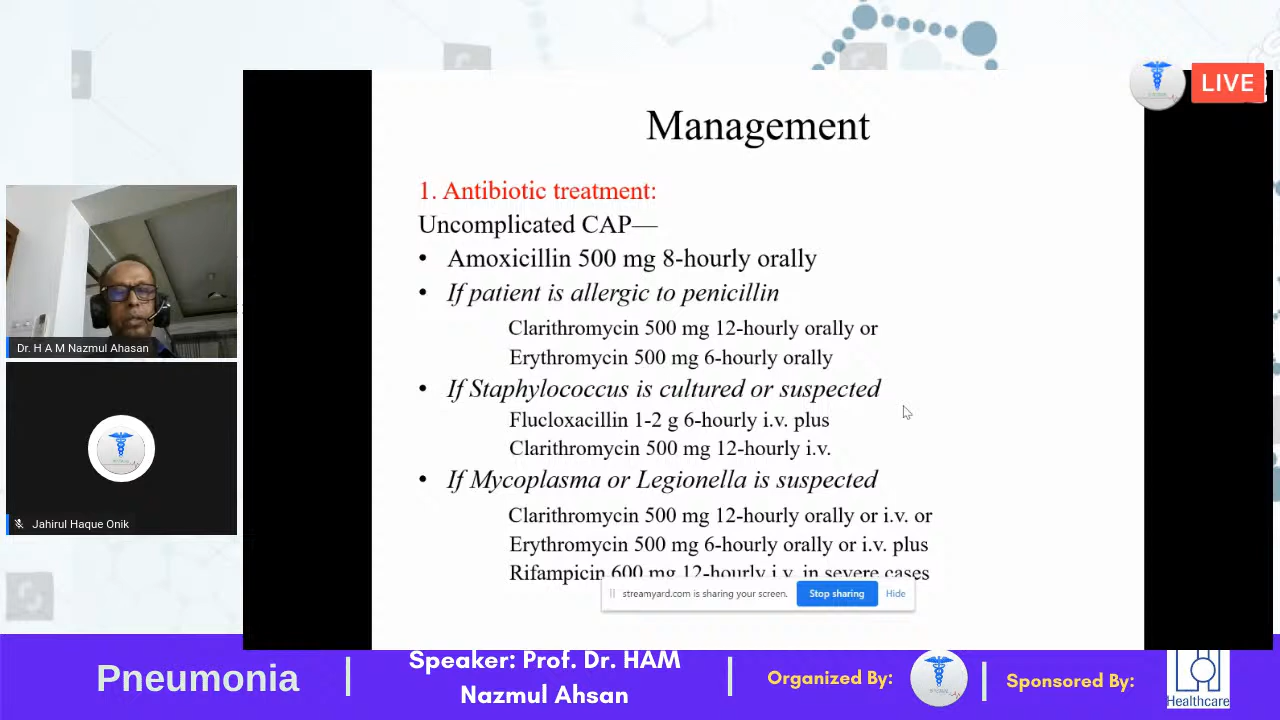 LIVE
Management
1. Antibiotic treatment:
Uncomplicated CAP—
• Amoxicillin 500 mg 8-hourly orally
• If patient is allergic to penicillin
Clarithromycin 500 mg 12-hourly orally or
Erythromycin 500 mg 6-hourly orally
• If Staphylococcus is cultured or suspected
Flucloxacillin 1-2 g 6-hourly i.v. plus
Clarithromycin 500 mg 12-hourly i.v.
• If Mycoplasma or Legionella is suspected
Clarithromycin 500 mg 12-hourly orally or i.v. or
Erythromycin 500 mg 6-hourly orally or i.v. plus
Rifampicin 600 mg 12-hourly i.v. in severe cases
streamyard.com is sharing your screen. Stop sharing Hide
Dr. H A M Nazmul Ahasan
Jahirul Haque Onik
Pneumonia
Speaker: Prof. Dr. HAM
Nazmul Ahsan
Organized By:
Sponsored By:
Healthcare